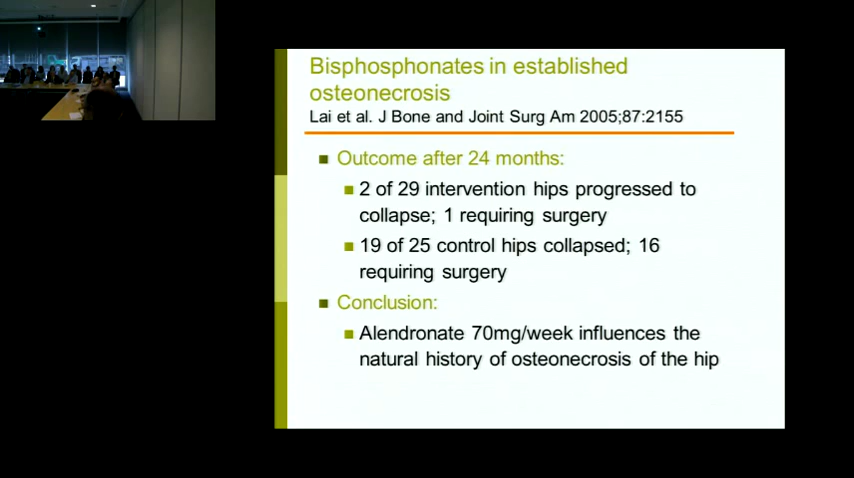 Bisphosphonates in established
osteonecrosis
Lai et al. J Bone and Joint Surg Am 2005;87:2155
Outcome after 24 months:
2 of 29 intervention hips progressed to
collapse; 1 requiring surgery
19 of 25 control hips collapsed; 16
requiring surgery
Conclusion:
Alendronate 70mg/week influences the
natural history of osteonecrosis of the hip